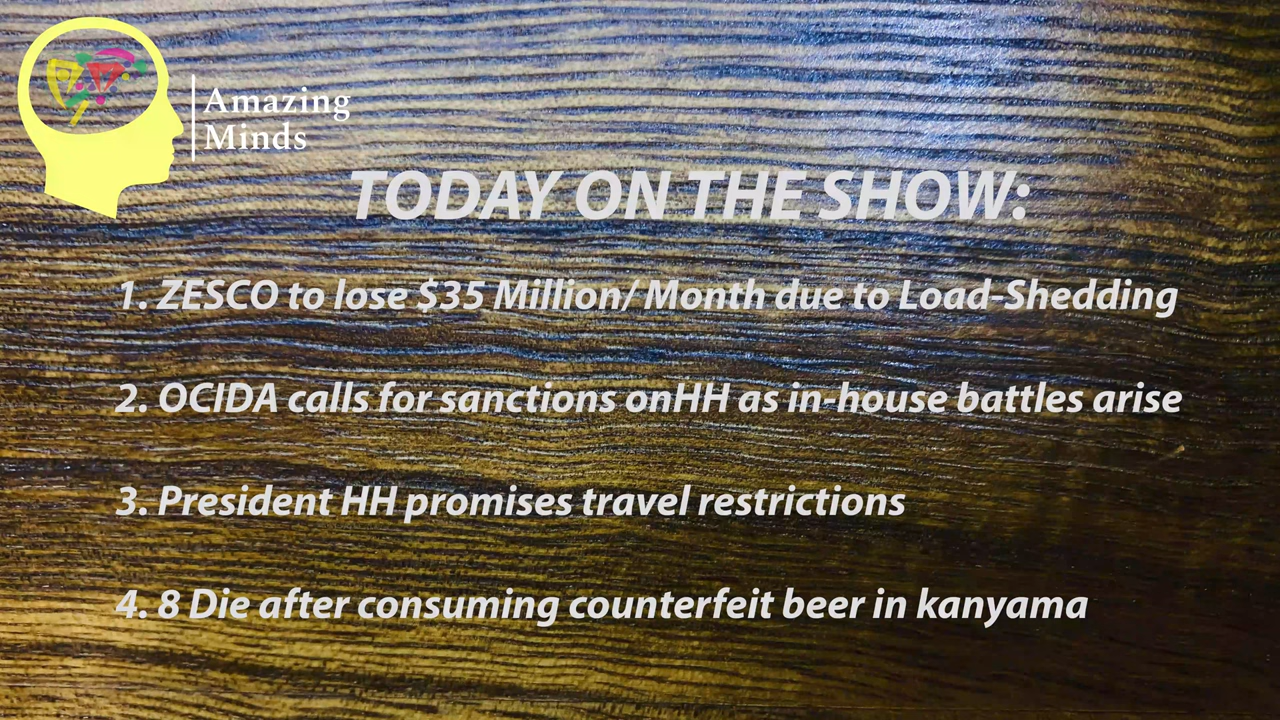 Amazing
Minds
TODAY ON THE SHOW:
1. ZESCO to lose $35 Million/ Month due to Load-Shedding
2. OCIDA calls for sanctions onHH as in-house battles arise
3. President HH promises travel restrictions
4. 8 Die after consuming counterfeit beer in kanyama